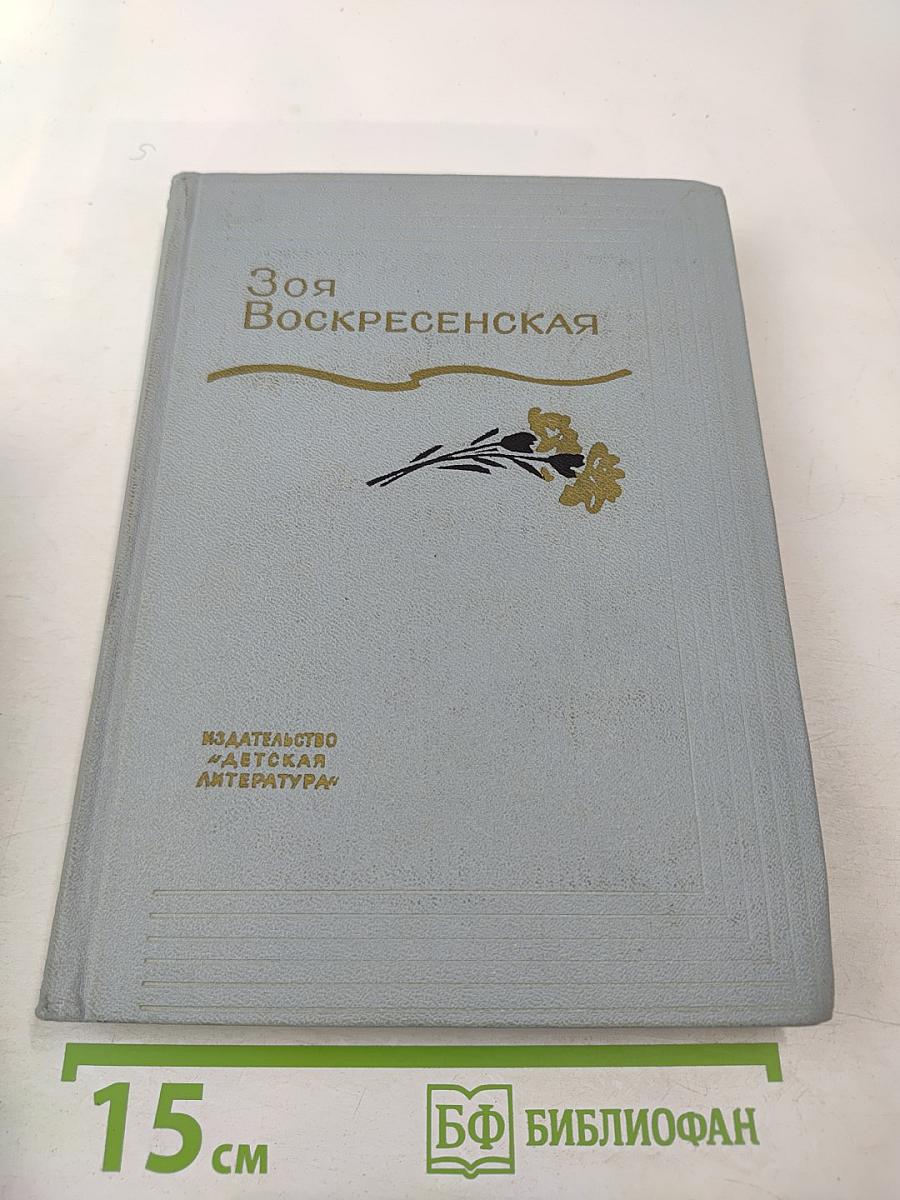 Зоя
Воскресенская
ИЗДАТЕЛЬСТВО
„ДЕТСКАЯ
ЛИТЕРАТУРА“
15 см
БФ БИБЛИОФАН